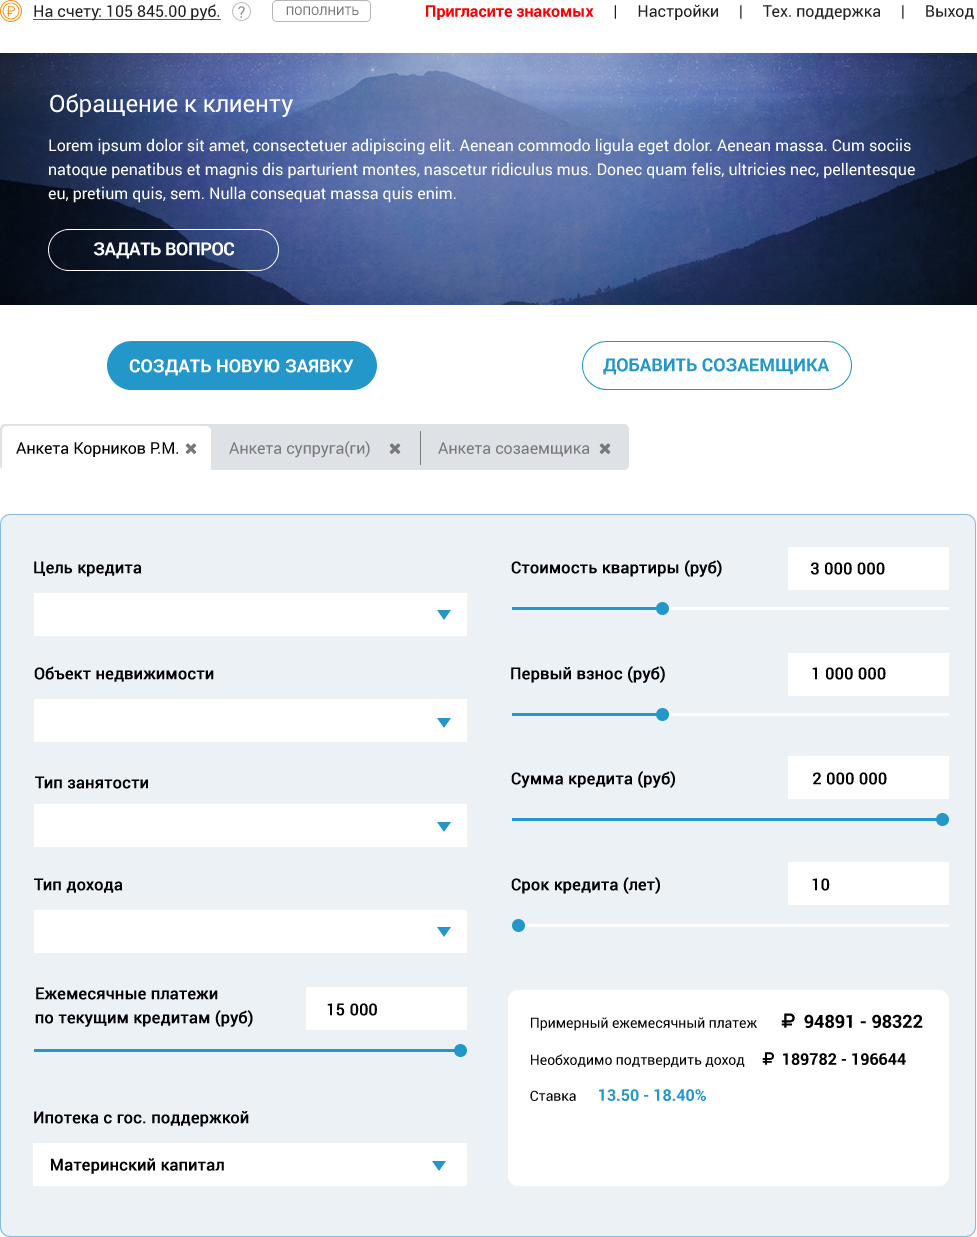 ₽ На счету: 105 845.00 руб. ? ПОПОЛНИТЬ Пригласите знакомых | Настройки | Тех. поддержка | Выход
Обращение к клиенту
Lorem ipsum dolor sit amet, consectetuer adipiscing elit. Aenean commodo ligula eget dolor. Aenean massa. Cum sociis
natoque penatibus et magnis dis parturient montes, nascetur ridiculus mus. Donec quam felis, ultricies nec, pellentesque
eu, pretium quis, sem. Nulla consequat massa quis enim.
ЗАДАТЬ ВОПРОС
СОЗДАТЬ НОВУЮ ЗАЯВКУ
ДОБАВИТЬ СОЗАЕМЩИКА
Анкета Корников Р.М. ✖ Анкета супруга(ги) ✖ Анкета созаемщика ✖
Цель кредита
Объект недвижимости
Тип занятости
Тип дохода
Ежемесячные платежи
по текущим кредитам (руб)
15 000
Ипотека с гос. поддержкой
Материнский капитал
Стоимость квартиры (руб) 3 000 000
Первый взнос (руб) 1 000 000
Сумма кредита (руб) 2 000 000
Срок кредита (лет) 10
Примерный ежемесячный платеж ₽ 94891 - 98322
Необходимо подтвердить доход ₽ 189782 - 196644
Ставка 13.50 - 18.40%